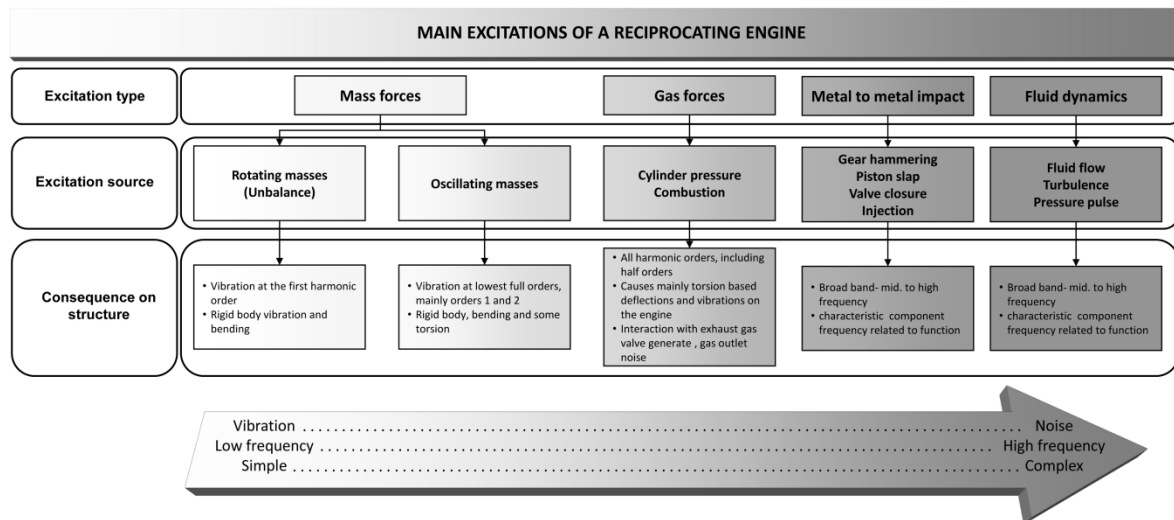 MAIN EXCITATIONS OF A RECIPROCATING ENGINE
Excitation type
Mass forces
Gas forces
Metal to metal impact
Fluid dynamics
Excitation source
Rotating masses
(Unbalance)
Oscillating masses
Cylinder pressure
Combustion
Gear hammering
Piston slap
Valve closure
Injection
Fluid flow
Turbulence
Pressure pulse
Consequence on
structure
• Vibration at the first harmonic
order
• Rigid body vibration and
bending
• Vibration at lowest full orders,
mainly orders 1 and 2
• Rigid body, bending and some
torsion
• All harmonic orders, including
half orders
• Causes mainly torsion based
deflections and vibrations on
the engine
• Interaction with exhaust gas
valve generate , gas outlet
noise
• Broad band- mid. to high
frequency
• characteristic component
frequency related to function
• Broad band- mid. to high
frequency
• characteristic component
frequency related to function
Vibration . . . . . . . . . . . . . . . . . . . . . . . . . . . . . . . . . . . . . . . . Noise
Low frequency . . . . . . . . . . . . . . . . . . . . . . . . . . . . . . . . . . . . High frequency
Simple . . . . . . . . . . . . . . . . . . . . . . . . . . . . . . . . . . . . . . . . Complex